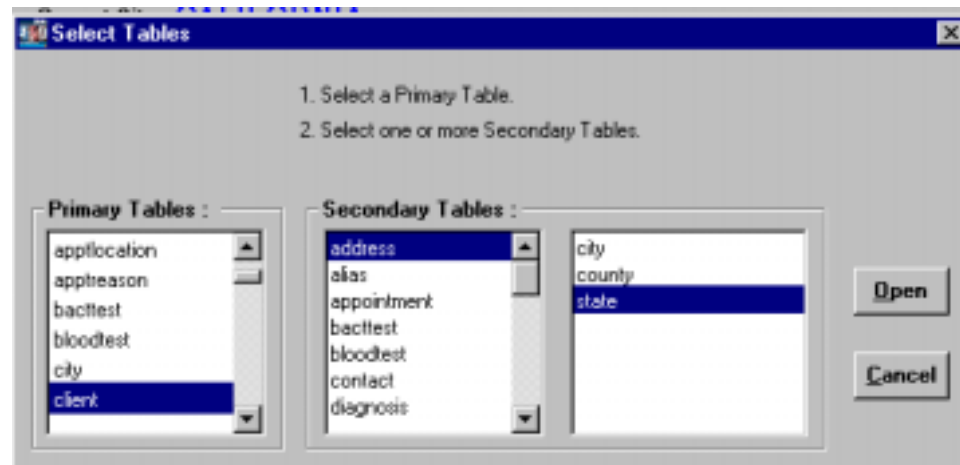 Select Tables
1. Select a Primary Table.
2. Select one or more Secondary Tables.
Primary Tables :
apptlocation
apptreason
bacttest
bloodtest
city
client
Secondary Tables :
address
alias
appointment
bacttest
bloodtest
contact
diagnosis
city
county
state
Open
Cancel